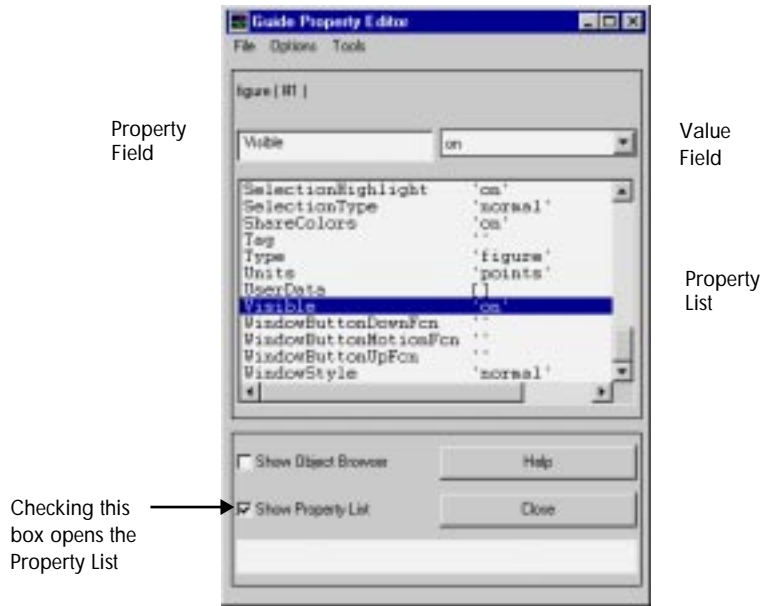 Guide Property Editor
File Options Tools
figure [ #1 ]
Property
Field
Visible
on
Value
Field
SelectionHighlight 'on'
SelectionType 'normal'
ShareColors 'on'
Tag ''
Type 'figure'
Units 'points'
UserData []
Visible 'on'
WindowButtonDownFcn ''
WindowButtonMotionFcn ''
WindowButtonUpFcn ''
WindowStyle 'normal'
Property
List
Show Object Browser
Help
Checking this
box opens the
Property List
Show Property List
Close